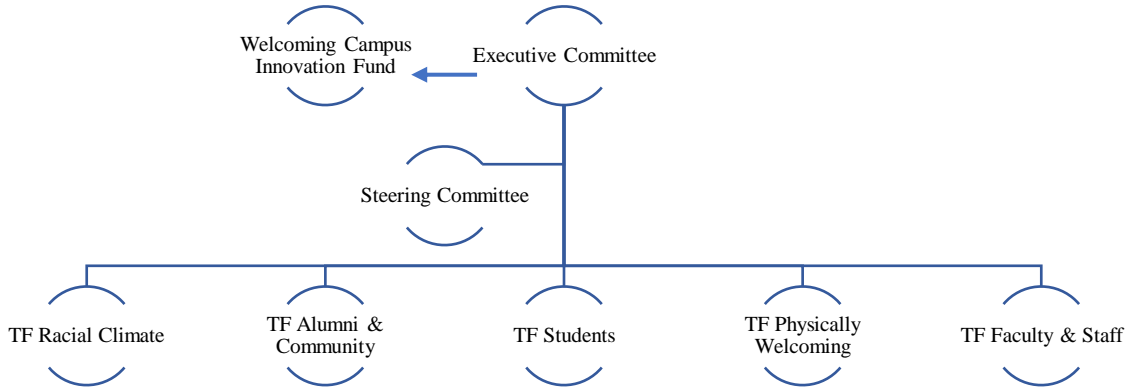 Welcoming Campus
Innovation Fund
Executive Committee
Steering Committee
TF Racial Climate
TF Alumni &
Community
TF Students
TF Physically
Welcoming
TF Faculty & Staff